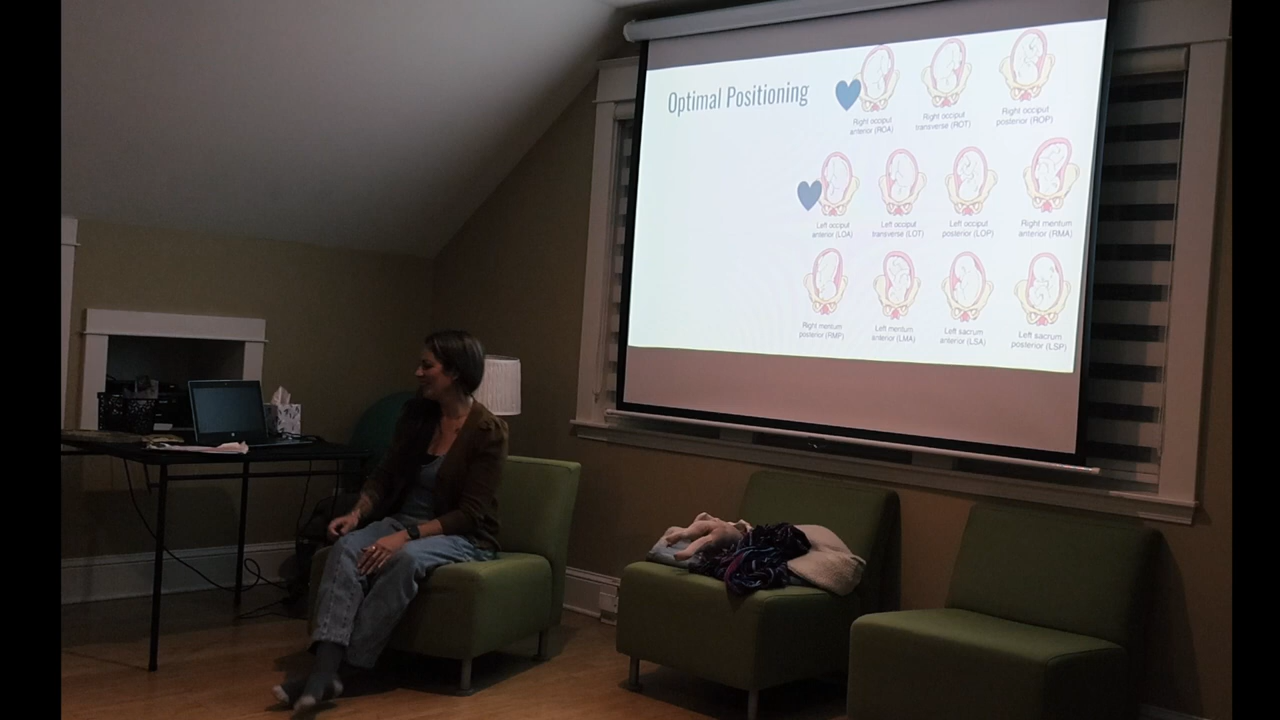 Optimal Positioning
Right occiput
anterior (ROA)
Right occiput
transverse (ROT)
Right occiput
posterior (ROP)
Left occiput
anterior (LOA)
Left occiput
transverse (LOT)
Left occiput
posterior (LOP)
Right mentum
anterior (RMA)
Right mentum
posterior (RMP)
Left mentum
anterior (LMA)
Left sacrum
anterior (LSA)
Left sacrum
posterior (LSP)